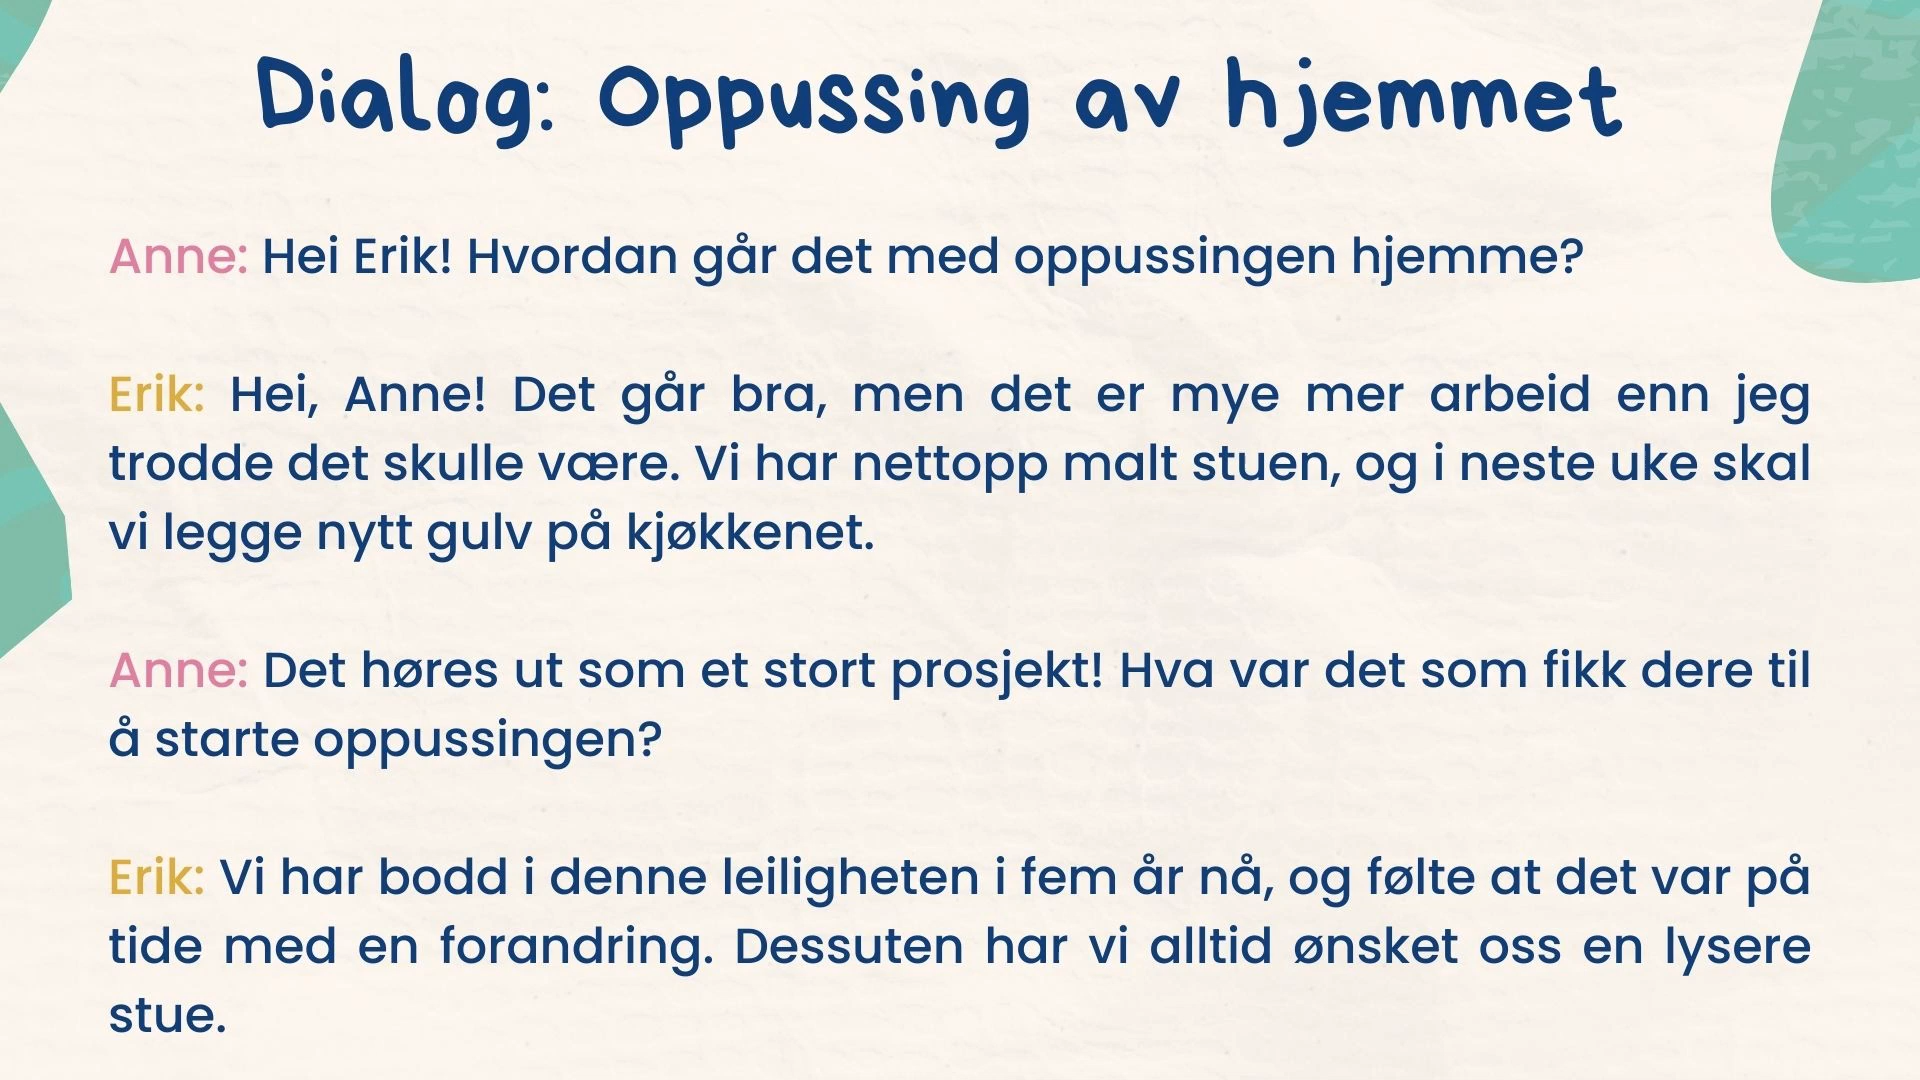 Dialog: Oppussing av hjemmet
Anne: Hei Erik! Hvordan går det med oppussingen hjemme?
Erik: Hei, Anne! Det går bra, men det er mye mer arbeid enn jeg
trodde det skulle være. Vi har nettopp malt stuen, og i neste uke skal
vi legge nytt gulv på kjøkkenet.
Anne: Det høres ut som et stort prosjekt! Hva var det som fikk dere til
å starte oppussingen?
Erik: Vi har bodd i denne leiligheten i fem år nå, og følte at det var på
tide med en forandring. Dessuten har vi alltid ønsket oss en lysere
stue.